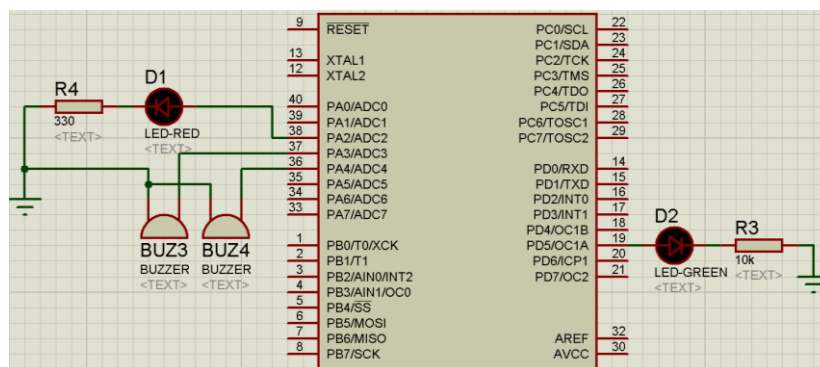 9 RESET PC0/SCL 22
PC1/SDA 23
13 XTAL1 PC2/TCK 24
12 XTAL2 PC3/TMS 25
PC4/TDO 26
40 PA0/ADC0 PC5/TDI 27
39 PA1/ADC1 PC6/TOSC1 28
38 PA2/ADC2 PC7/TOSC2 29
37 PA3/ADC3
36 PA4/ADC4 PD0/RXD 14
35 PA5/ADC5 PD1/TXD 15
34 PA6/ADC6 PD2/INT0 16
33 PA7/ADC7 PD3/INT1 17
PD4/OC1B 18
1 PB0/T0/XCK PD5/OC1A 19
2 PB1/T1 PD6/ICP1 20
3 PB2/AIN0/INT2 PD7/OC2 21
4 PB3/AIN1/OC0
5 PB4/SS
6 PB5/MOSI
7 PB6/MISO AREF 32
8 PB7/SCK AVCC 30
R4
330
<TEXT>
D1
LED-RED
<TEXT>
BUZ3
BUZZER
<TEXT>
BUZ4
BUZZER
<TEXT>
D2
LED-GREEN
<TEXT>
R3
10k
<TEXT>